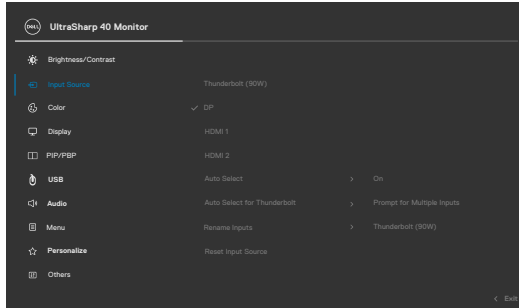 DELL UltraSharp 40 Monitor
Brightness/Contrast
Input Source Thunderbolt (90W)
Color DP
Display HDMI 1
PIP/PBP HDMI 2
USB Auto Select > On
Audio Auto Select for Thunderbolt > Prompt for Multiple Inputs
Menu Rename Inputs > Thunderbolt (90W)
Personalize Reset Input Source
Others
< Exit